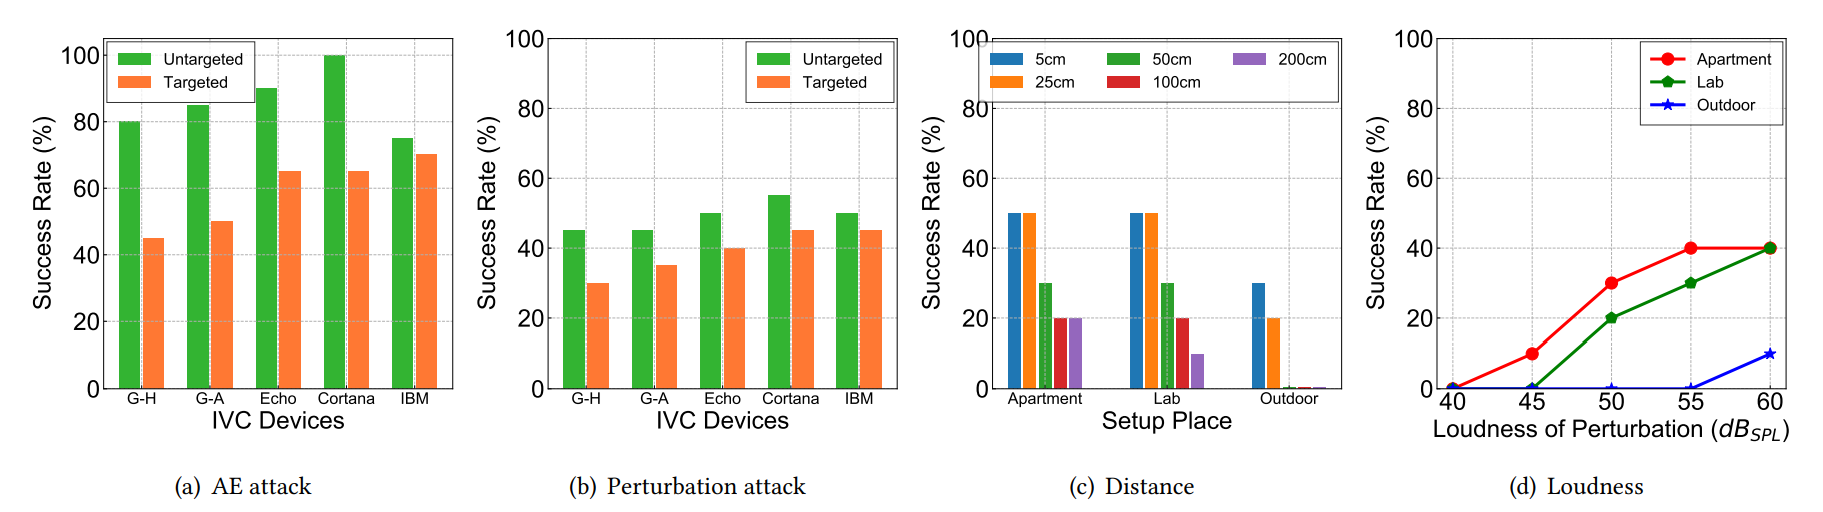 100
80
60
40
20
0
Success Rate (%)
Untargeted
Targeted
G-H G-A Echo Cortana IBM
IVC Devices
(a) AE attack
100
80
60
40
20
0
Success Rate (%)
Untargeted
Targeted
G-H G-A Echo Cortana IBM
IVC Devices
(b) Perturbation attack
100
80
60
40
20
0
Success Rate (%)
5cm 50cm 200cm
25cm 100cm
Apartment Lab Outdoor
Setup Place
(c) Distance
100
80
60
40
20
0
Success Rate (%)
Apartment
Lab
Outdoor
40 45 50 55 60
Loudness of Perturbation (dB_SPL)
(d) Loudness